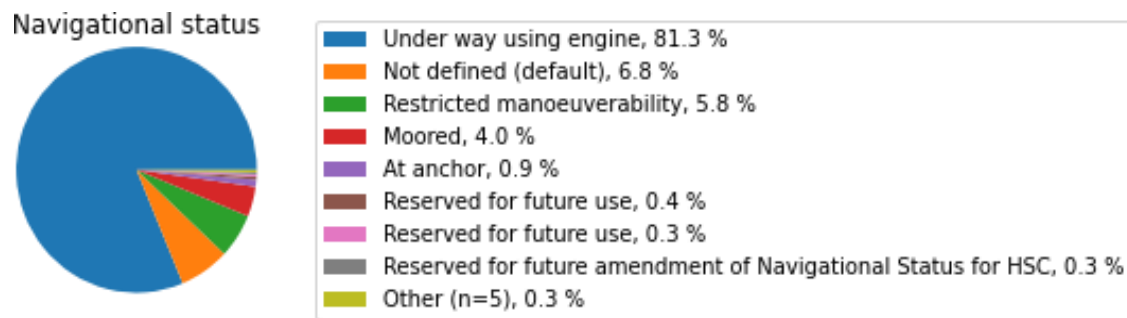 Navigational status
Under way using engine, 81.3 %
Not defined (default), 6.8 %
Restricted manoeuverability, 5.8 %
Moored, 4.0 %
At anchor, 0.9 %
Reserved for future use, 0.4 %
Reserved for future use, 0.3 %
Reserved for future amendment of Navigational Status for HSC, 0.3 %
Other (n=5), 0.3 %